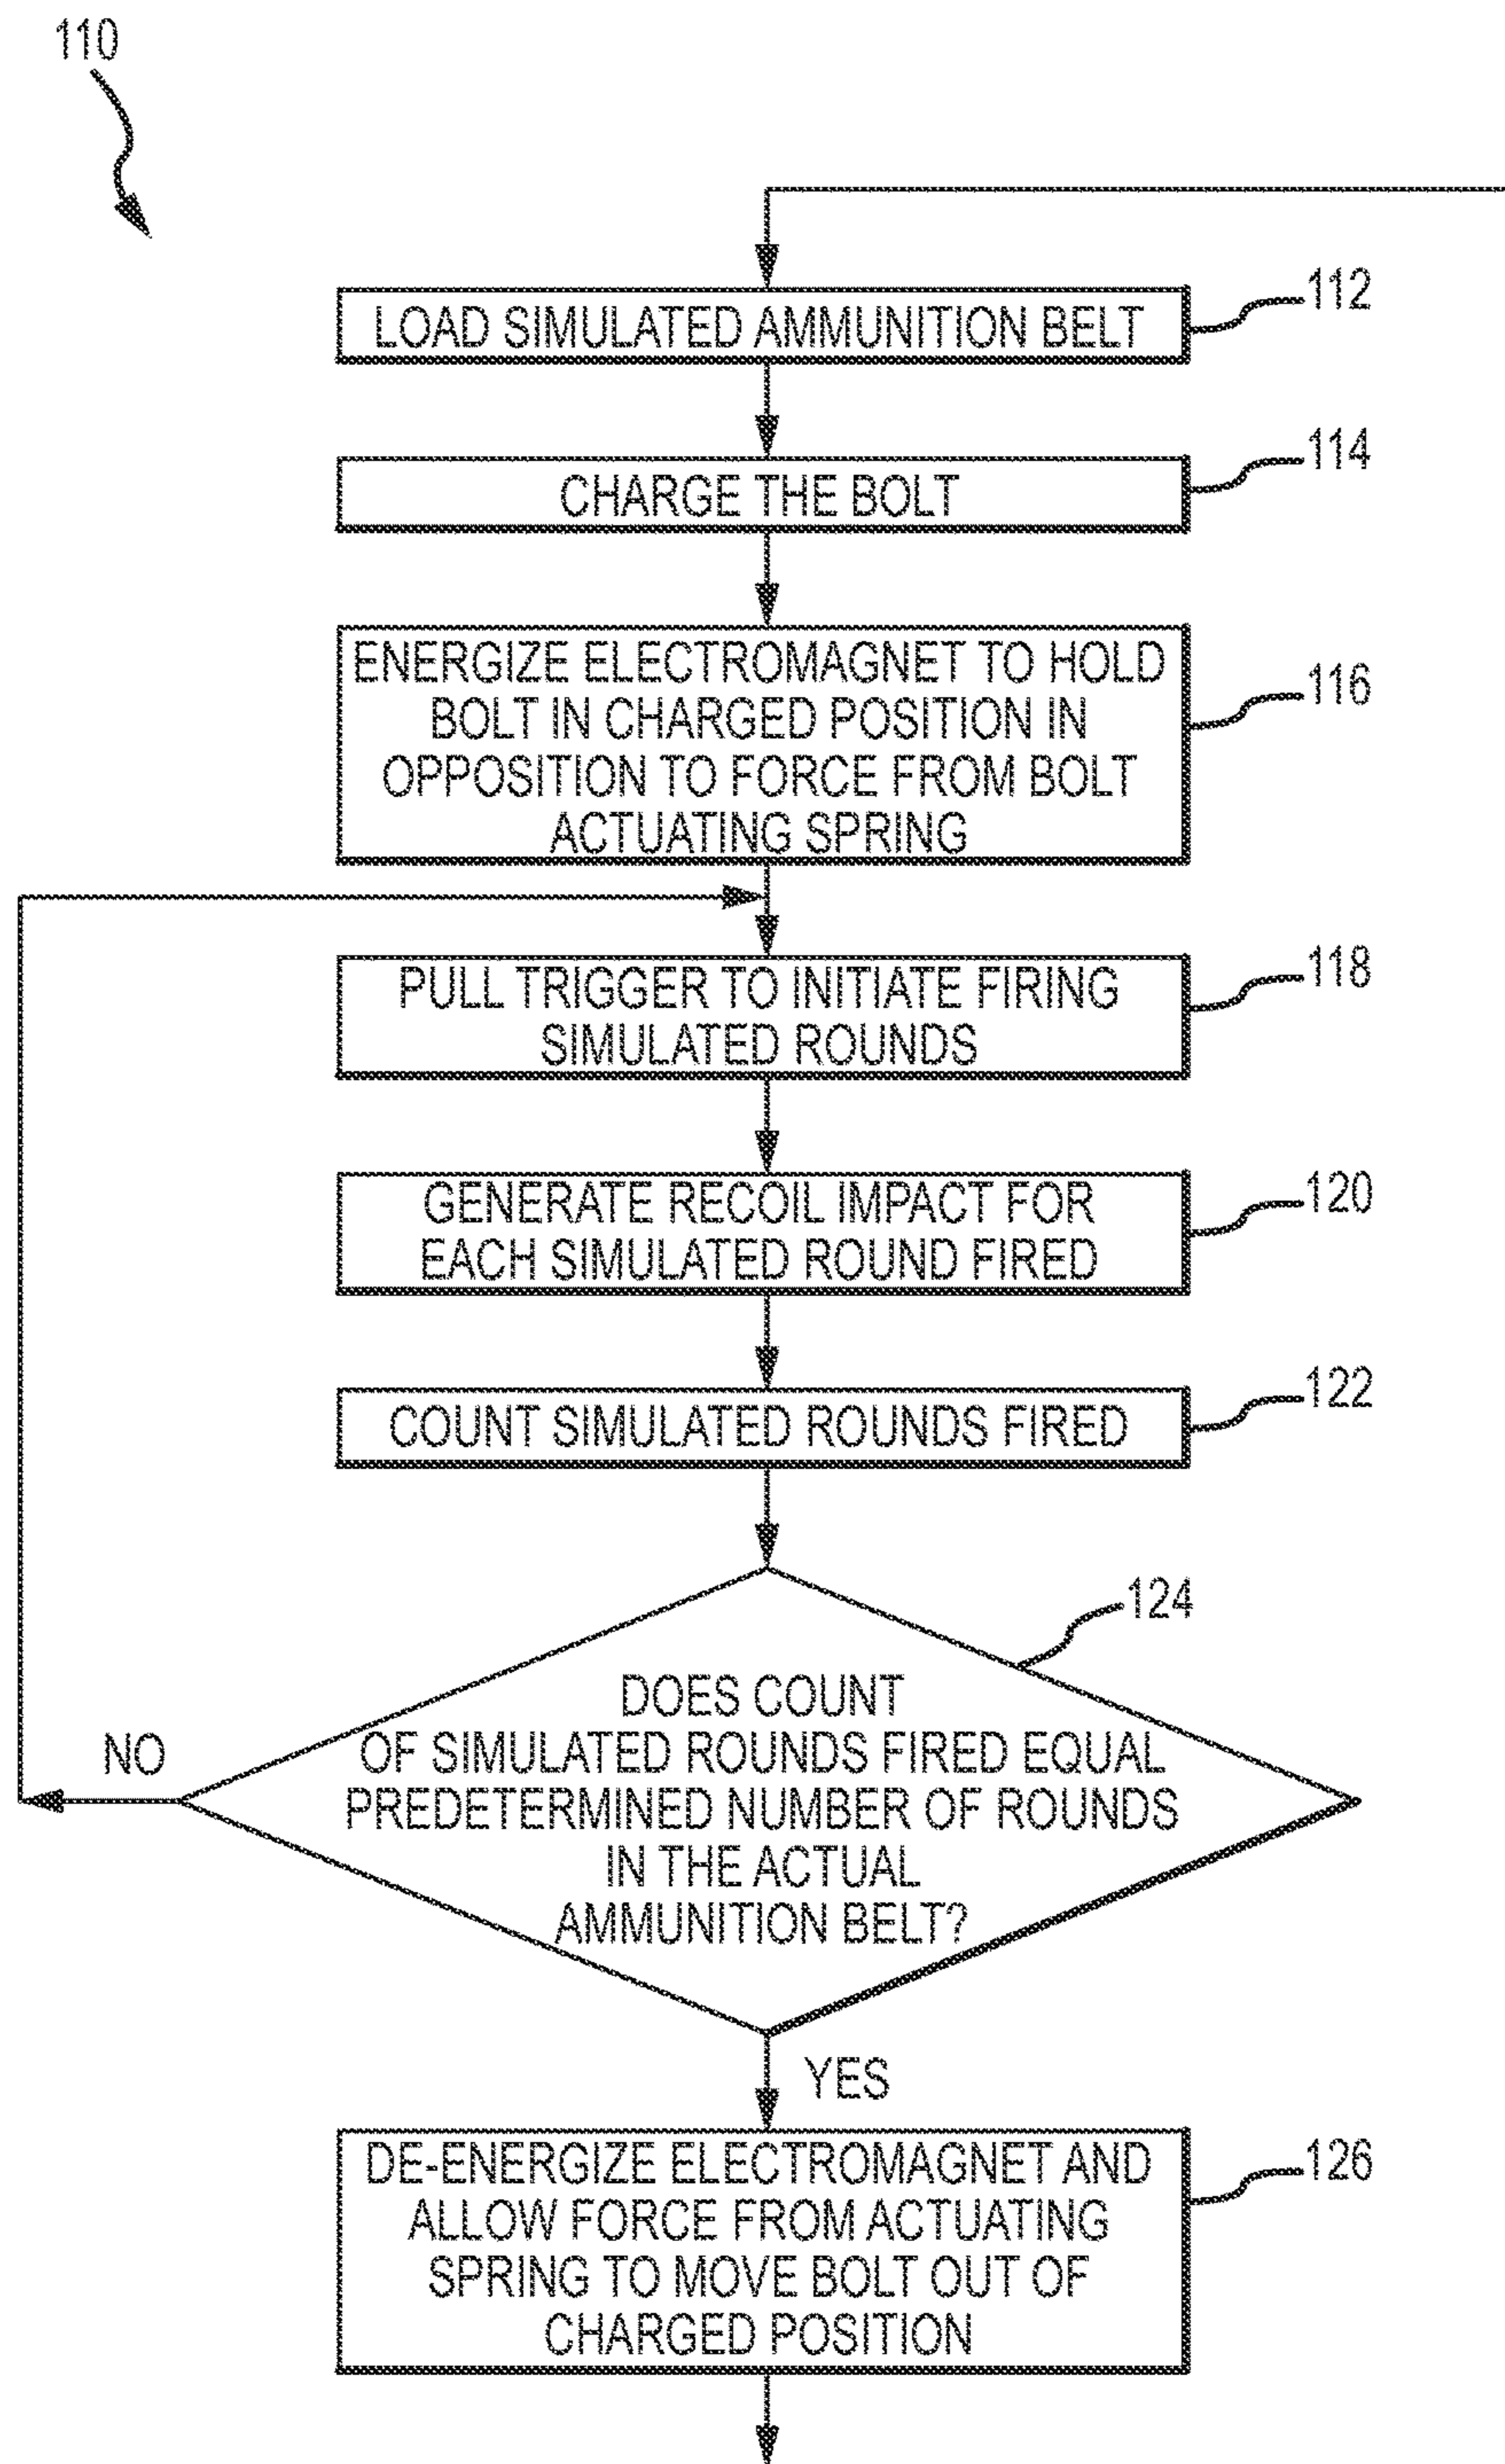 110
LOAD SIMULATED AMMUNITION BELT
112
CHARGE THE BOLT
114
ENERGIZE ELECTROMAGNET TO HOLD
BOLT IN CHARGED POSITION IN
OPPOSITION TO FORCE FROM BOLT
ACTUATING SPRING
116
PULL TRIGGER TO INITIATE FIRING
SIMULATED ROUNDS
118
GENERATE RECOIL IMPACT FOR
EACH SIMULATED ROUND FIRED
120
COUNT SIMULATED ROUNDS FIRED
122
124
DOES COUNT
OF SIMULATED ROUNDS FIRED EQUAL
PREDETERMINED NUMBER OF ROUNDS
IN THE ACTUAL
AMMUNITION BELT?
NO
YES
DE-ENERGIZE ELECTROMAGNET AND
ALLOW FORCE FROM ACTUATING
SPRING TO MOVE BOLT OUT OF
CHARGED POSITION
126